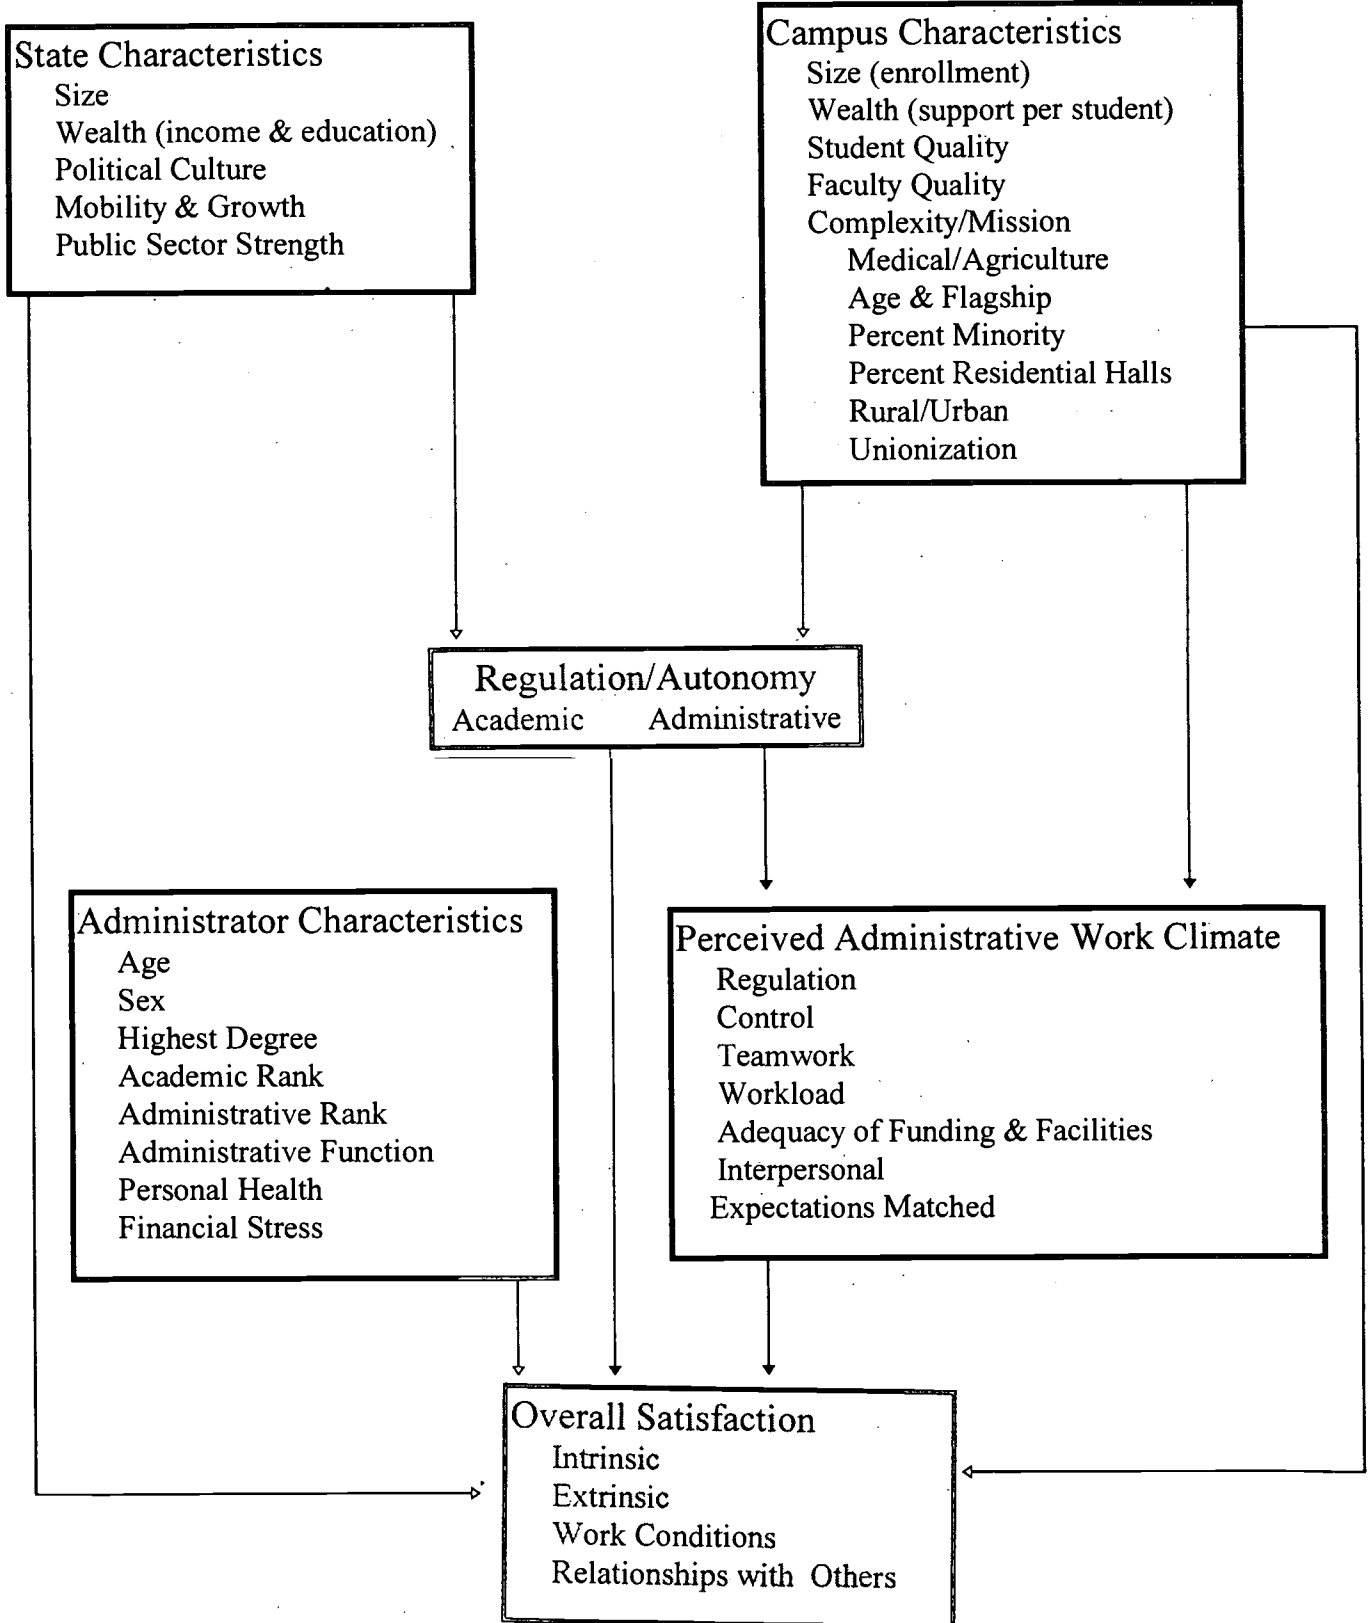 State Characteristics
Size
Wealth (income & education)
Political Culture
Mobility & Growth
Public Sector Strength
Campus Characteristics
Size (enrollment)
Wealth (support per student)
Student Quality
Faculty Quality
Complexity/Mission
Medical/Agriculture
Age & Flagship
Percent Minority
Percent Residential Halls
Rural/Urban
Unionization
Regulation/Autonomy
Academic Administrative
Administrator Characteristics
Age
Sex
Highest Degree
Academic Rank
Administrative Rank
Administrative Function
Personal Health
Financial Stress
Perceived Administrative Work Climate
Regulation
Control
Teamwork
Workload
Adequacy of Funding & Facilities
Interpersonal
Expectations Matched
Overall Satisfaction
Intrinsic
Extrinsic
Work Conditions
Relationships with Others